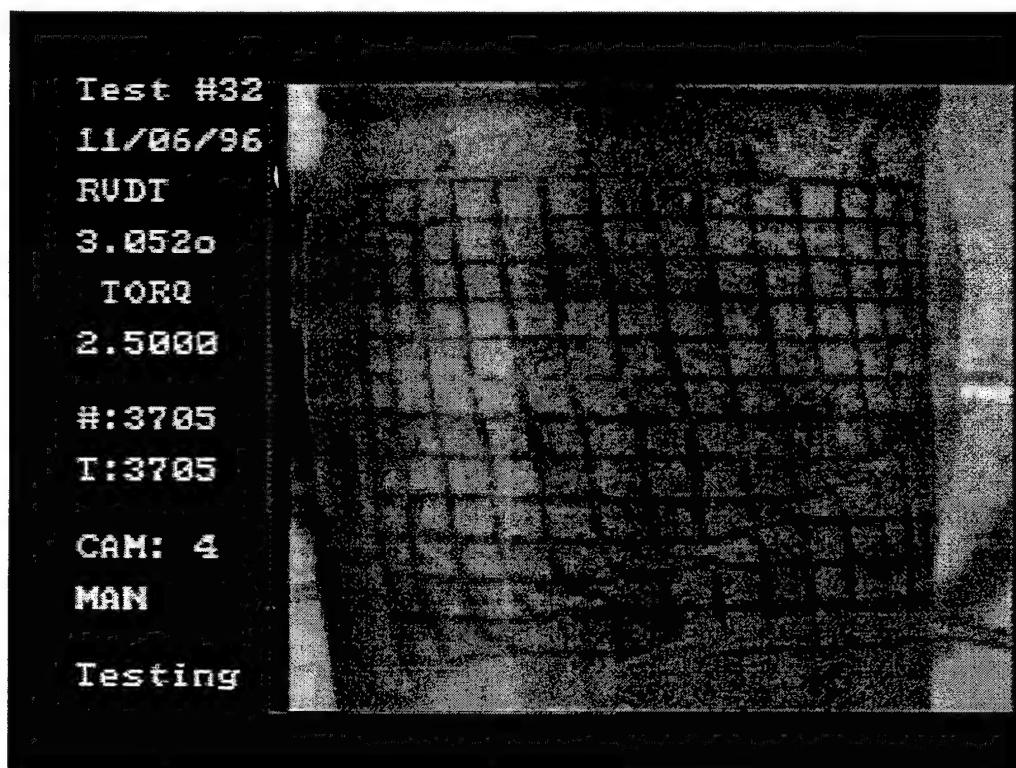 Test #32
11/06/96
RVDT
3.052o
TORQ
2.5000
#:3705
T:3705
CAM: 4
MAN
Testing